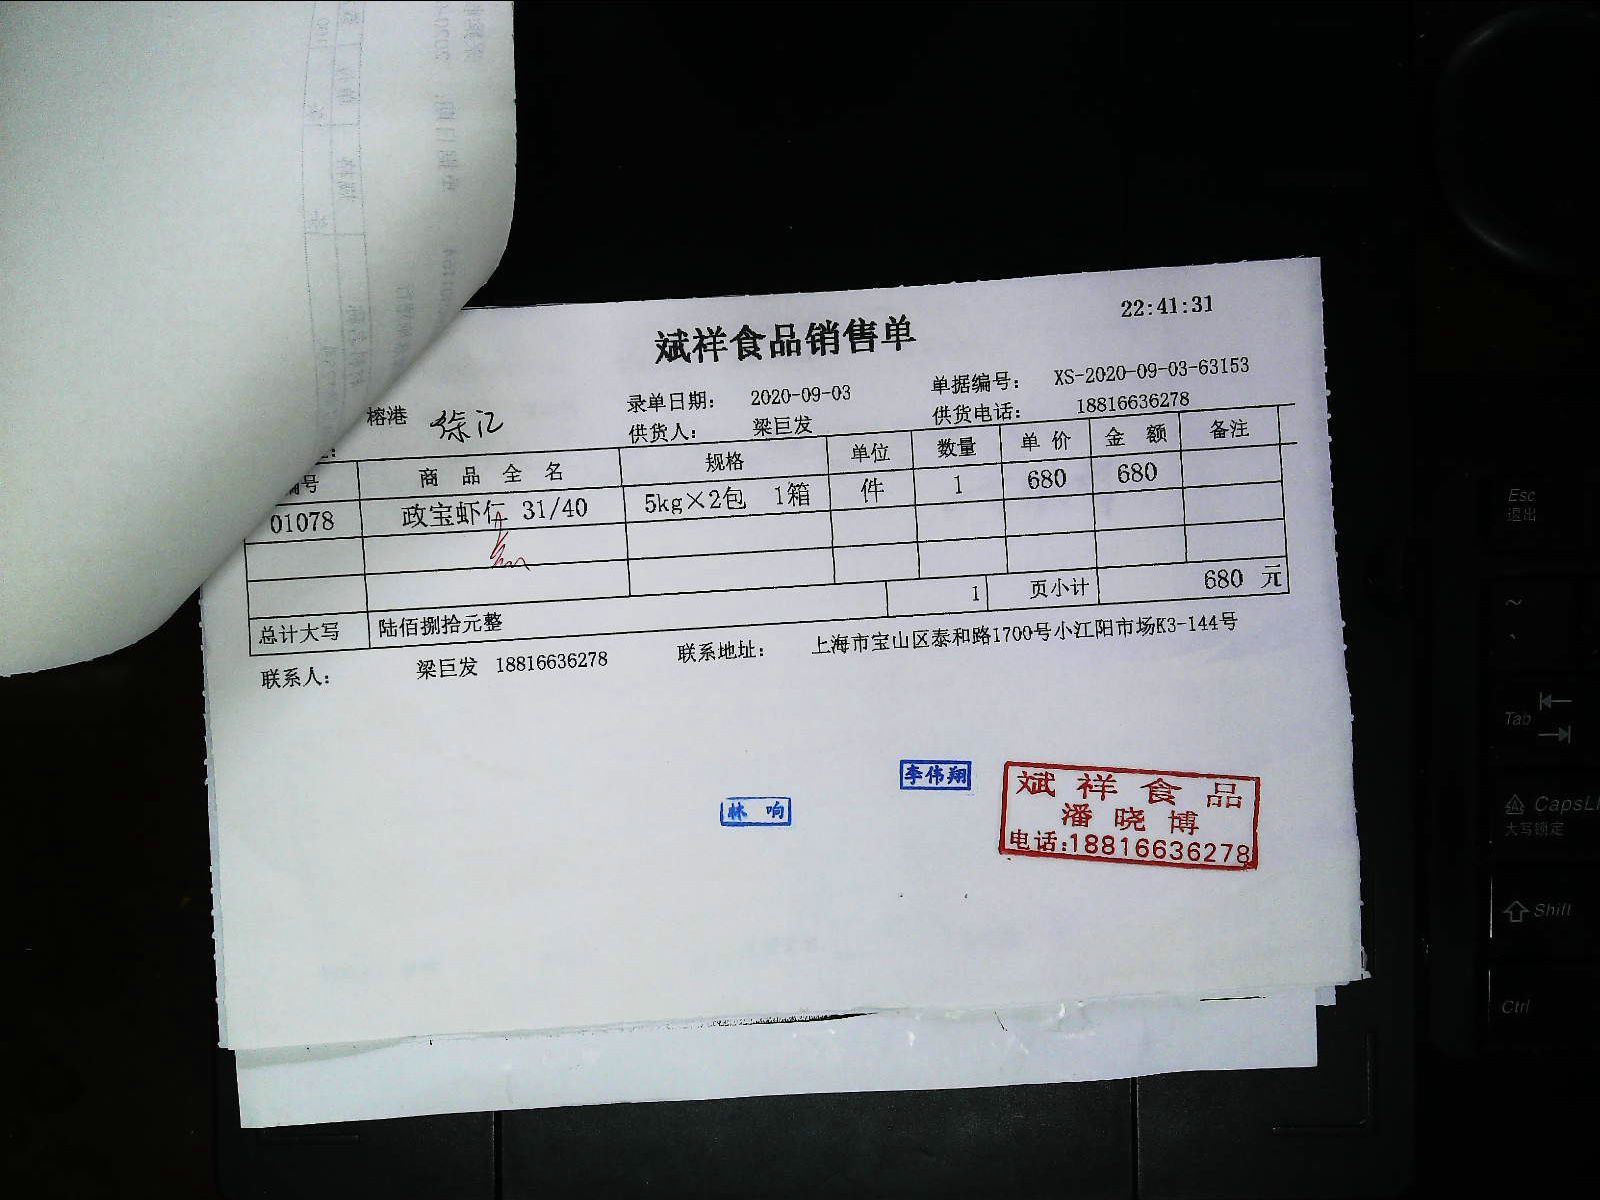 22:41:31
斌祥食品销售单
录单日期： 2020-09-03 单据编号： XS-2020-09-03-63153
榕港 徐汇 供货人： 梁巨发 供货电话： 18816636278
编号 商品全名 规格 单位 数量 单价 金额 备注
01078 政宝虾仁 31/40 5kg×2包 1箱 件 1 680 680
1 页小计 680 元
总计大写 陆佰捌拾元整
联系人： 梁巨发 18816636278 联系地址： 上海市宝山区泰和路1700号小江阳市场K3-144号
李伟翔
林响
斌祥食品
潘晓博
电话:18816636278
Esc
退出
~
Tab
CapsL
大写锁定
Shift
Ctrl